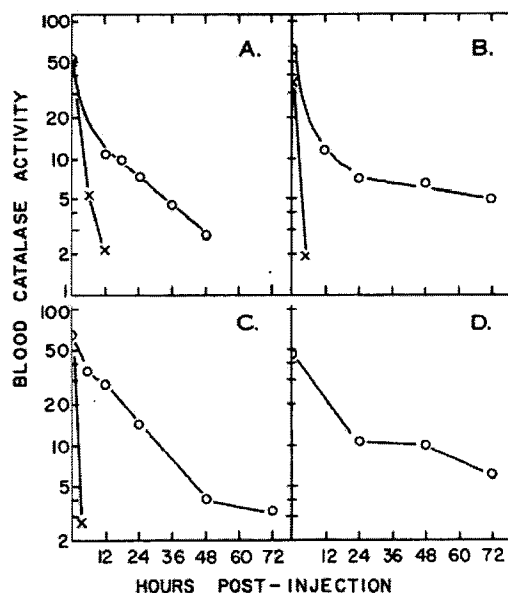 BLOOD CATALASE ACTIVITY
100
50
20
10
5
2
1
A.
B.
100
50
20
10
5
2
C.
D.
12 24 36 48 60 72
12 24 36 48 60 72
HOURS POST-INJECTION